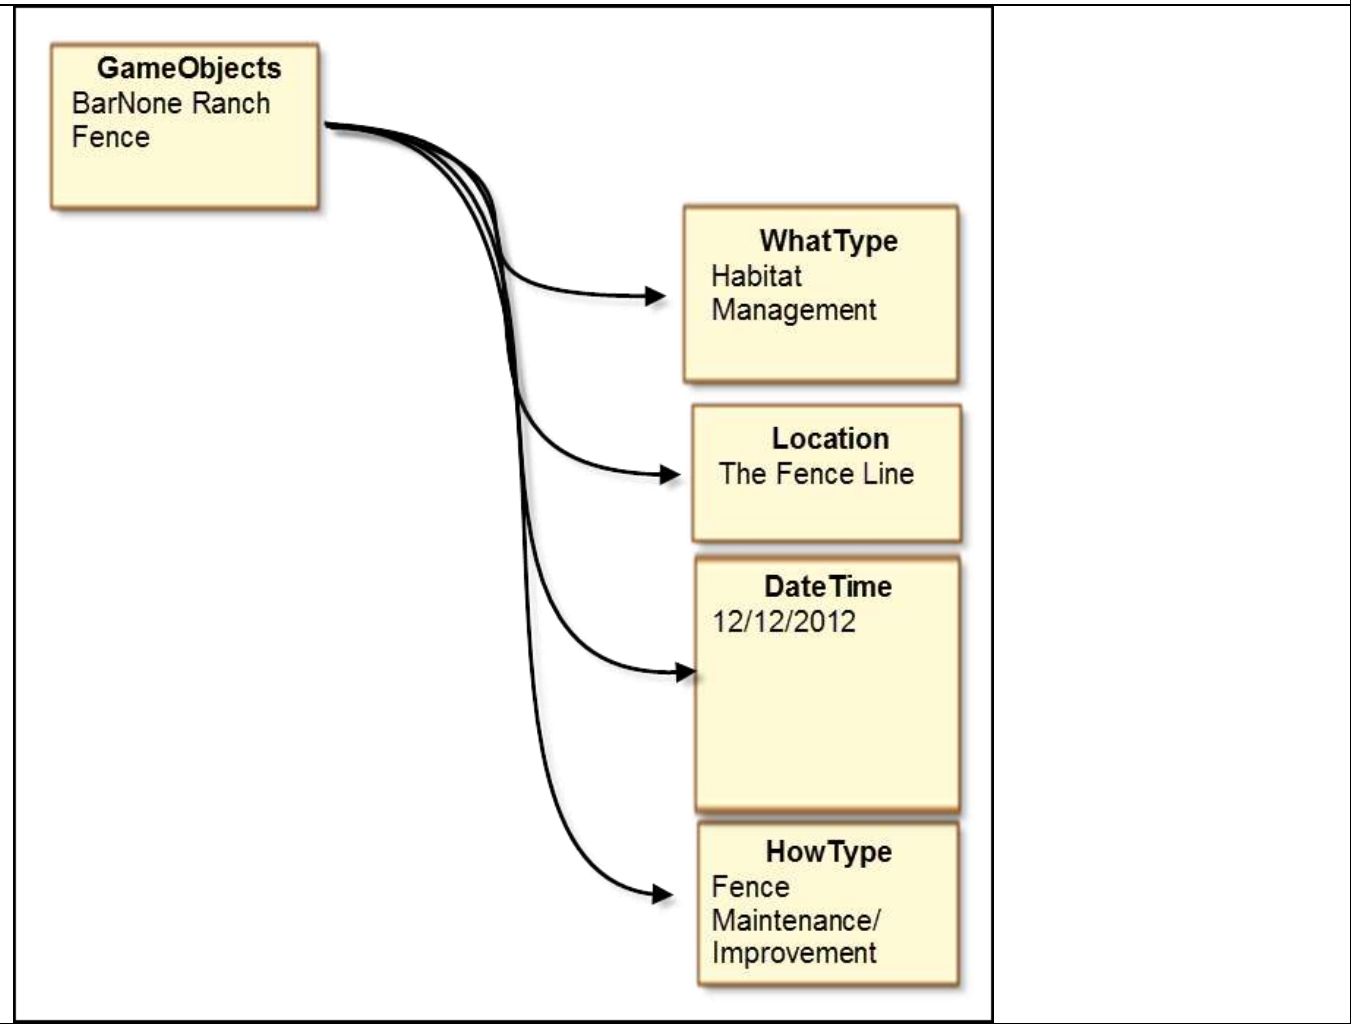 GameObjects
BarNone Ranch
Fence
WhatType
Habitat
Management
Location
The Fence Line
DateTime
12/12/2012
HowType
Fence
Maintenance/
Improvement